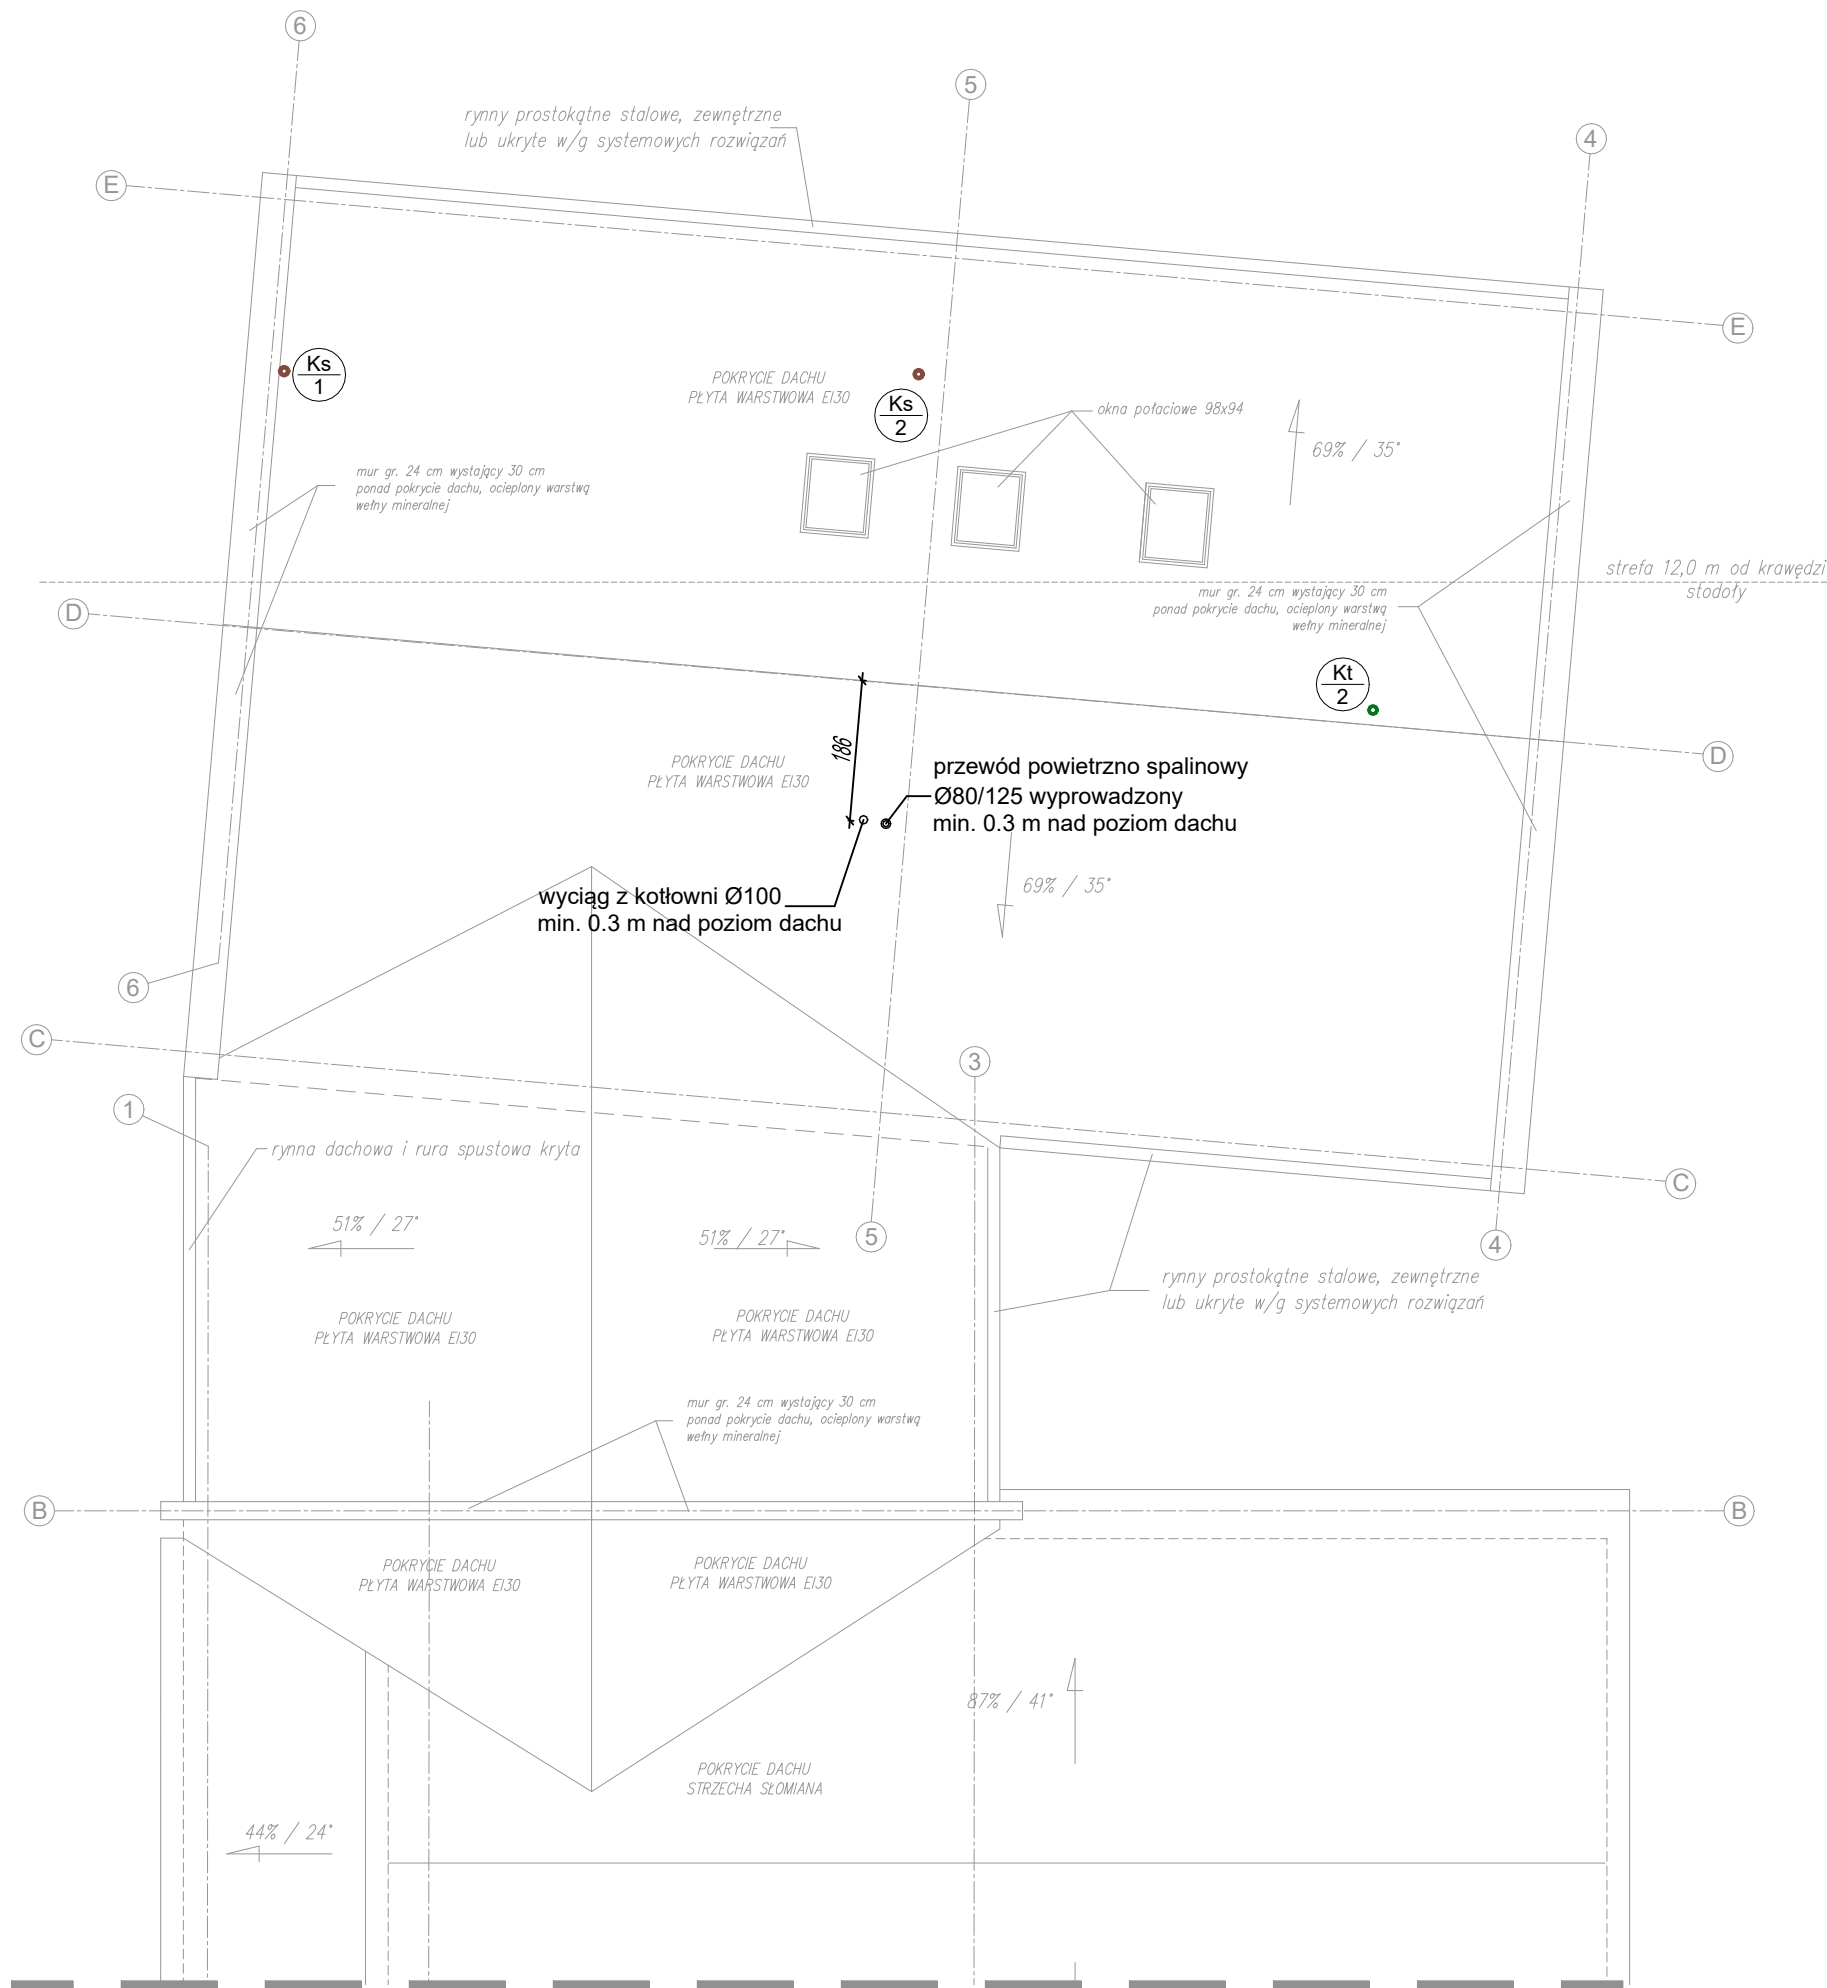 6
5
4
rynny prostokątne stalowe, zewnętrzne
lub ukryte w/g systemowych rozwiązań
E
E
Ks
1
POKRYCIE DACHU
PŁYTA WARSTWOWA EI30
Ks
2
okna połaciowe 98x94
69% / 35°
mur gr. 24 cm wystający 30 cm
ponad pokrycie dachu, ocieplony warstwą
wełny mineralnej
strefa 12,0 m od krawędzi
stodoły
mur gr. 24 cm wystający 30 cm
ponad pokrycie dachu, ocieplony warstwą
wełny mineralnej
D
Kt
2
D
186
POKRYCIE DACHU
PŁYTA WARSTWOWA EI30
przewód powietrzno spalinowy
Ø80/125 wyprowadzony
min. 0.3 m nad poziom dachu
wyciąg z kotłowni Ø100
min. 0.3 m nad poziom dachu
69% / 35°
6
C
3
1
rynna dachowa i rura spustowa kryta
C
51% / 27°
51% / 27°
5
4
rynny prostokątne stalowe, zewnętrzne
lub ukryte w/g systemowych rozwiązań
POKRYCIE DACHU
PŁYTA WARSTWOWA EI30
POKRYCIE DACHU
PŁYTA WARSTWOWA EI30
mur gr. 24 cm wystający 30 cm
ponad pokrycie dachu, ocieplony warstwą
wełny mineralnej
B
B
POKRYCIE DACHU
PŁYTA WARSTWOWA EI30
POKRYCIE DACHU
PŁYTA WARSTWOWA EI30
87% / 41°
POKRYCIE DACHU
STRZECHA SŁOMIANA
44% / 24°